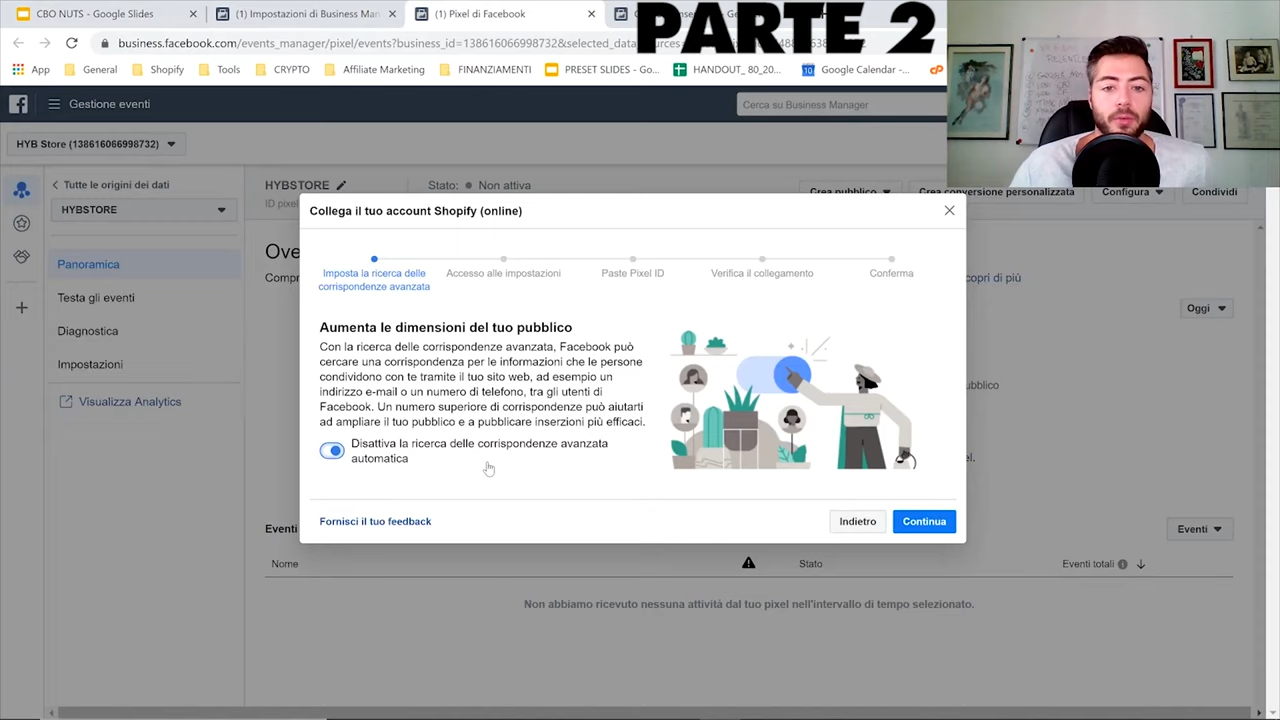 CBO NUTS - Google Slides
(1) Impostazioni di Business Man
(1) Pixel di Facebook
PARTE 2
business.facebook.com/events_manager/pixel/events?business_id=138616066998732&selected_data
App
General
Shopify
Tools
CRYPTO
Affiliate Marketing
FINANZIAMENTI
PRESET SLIDES - Go...
HANDOUT_ 80_20...
Google Calendar -...
Gestione eventi
Cerca su Business Manager
HYB Store (138616066998732)
Tutte le origini dei dati
HYBSTORE
Panoramica
Testa gli eventi
Diagnostica
Impostazioni
Visualizza Analytics
HYBSTORE
Stato: Non attiva
Crea pubblico
Crea conversione personalizzata
Configura
Condividi
ID pixel
Ove
Compr
copri di più
Oggi
Collega il tuo account Shopify (online)
Imposta la ricerca delle
corrispondenze avanzata
Accesso alle impostazioni
Paste Pixel ID
Verifica il collegamento
Conferma
Aumenta le dimensioni del tuo pubblico
Con la ricerca delle corrispondenze avanzata, Facebook può
cercare una corrispondenza per le informazioni che le persone
condividono con te tramite il tuo sito web, ad esempio un
indirizzo e-mail o un numero di telefono, tra gli utenti di
Facebook. Un numero superiore di corrispondenze può aiutarti
ad ampliare il tuo pubblico e a pubblicare inserzioni più efficaci.
Disattiva la ricerca delle corrispondenze avanzata
automatica
Fornisci il tuo feedback
Indietro
Continua
ubblico
el.
Eventi
Eventi
Nome
Stato
Eventi totali
Non abbiamo ricevuto nessuna attività dal tuo pixel nell'intervallo di tempo selezionato.